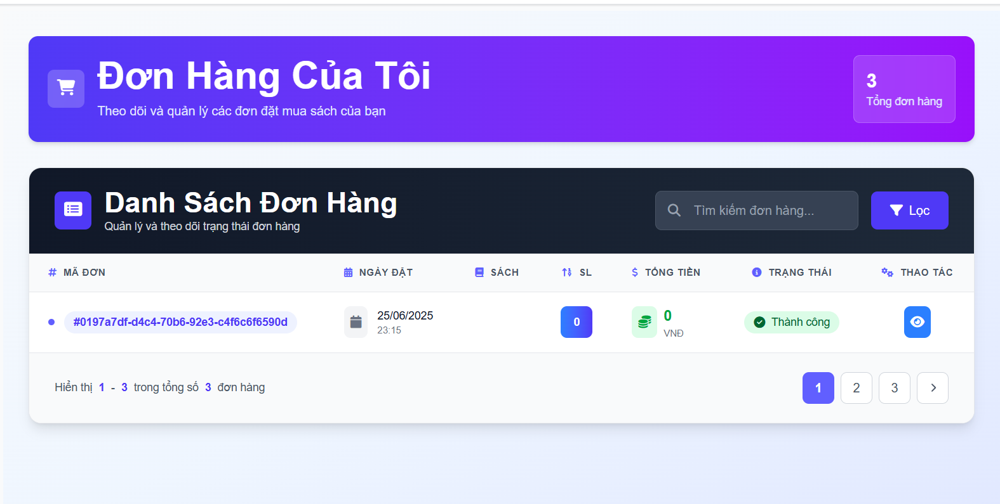 Đơn Hàng Của Tôi
Theo dõi và quản lý các đơn đặt mua sách của bạn
3
Tổng đơn hàng
Danh Sách Đơn Hàng
Quản lý và theo dõi trạng thái đơn hàng
Tìm kiếm đơn hàng...
Lọc
# MÃ ĐƠN NGÀY ĐẶT SÁCH SL $ TỔNG TIỀN TRẠNG THÁI THAO TÁC
#0197a7df-d4c4-70b6-92e3-c4f6c6f6590d
25/06/2025
23:15
0
0
VNĐ
Thành công
Hiển thị 1 - 3 trong tổng số 3 đơn hàng
1 2 3